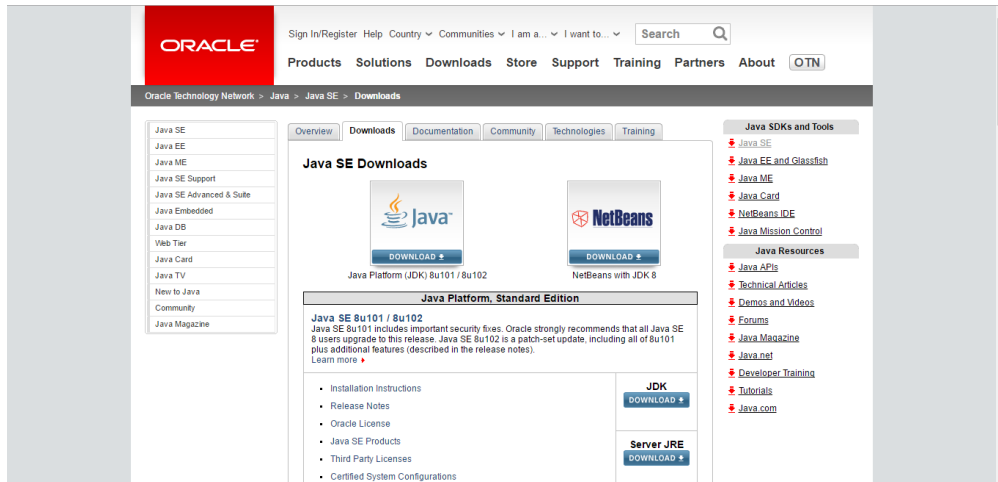 ORACLE
Sign In/Register Help Country Communities I am a... I want to... Search
Products Solutions Downloads Store Support Training Partners About OTN
Oracle Technology Network > Java > Java SE > Downloads
Java SE
Java EE
Java ME
Java SE Support
Java SE Advanced & Suite
Java Embedded
Java DB
Web Tier
Java Card
Java TV
New to Java
Community
Java Magazine
Overview Downloads Documentation Community Technologies Training
Java SE Downloads
Java
DOWNLOAD
Java Platform (JDK) 8u101 / 8u102
NetBeans
DOWNLOAD
NetBeans with JDK 8
Java Platform, Standard Edition
Java SE 8u101 / 8u102
Java SE 8u101 includes important security fixes. Oracle strongly recommends that all Java SE
8 users upgrade to this release. Java SE 8u102 is a patch-set update, including all of 8u101
plus additional features (described in the release notes).
Learn more
Installation Instructions
Release Notes
Oracle License
Java SE Products
Third Party Licenses
Certified System Configurations
JDK
DOWNLOAD
Server JRE
DOWNLOAD
Java SDKs and Tools
Java SE
Java EE and Glassfish
Java ME
Java Card
NetBeans IDE
Java Mission Control
Java Resources
Java APIs
Technical Articles
Demos and Videos
Forums
Java Magazine
Java.net
Developer Training
Tutorials
Java.com